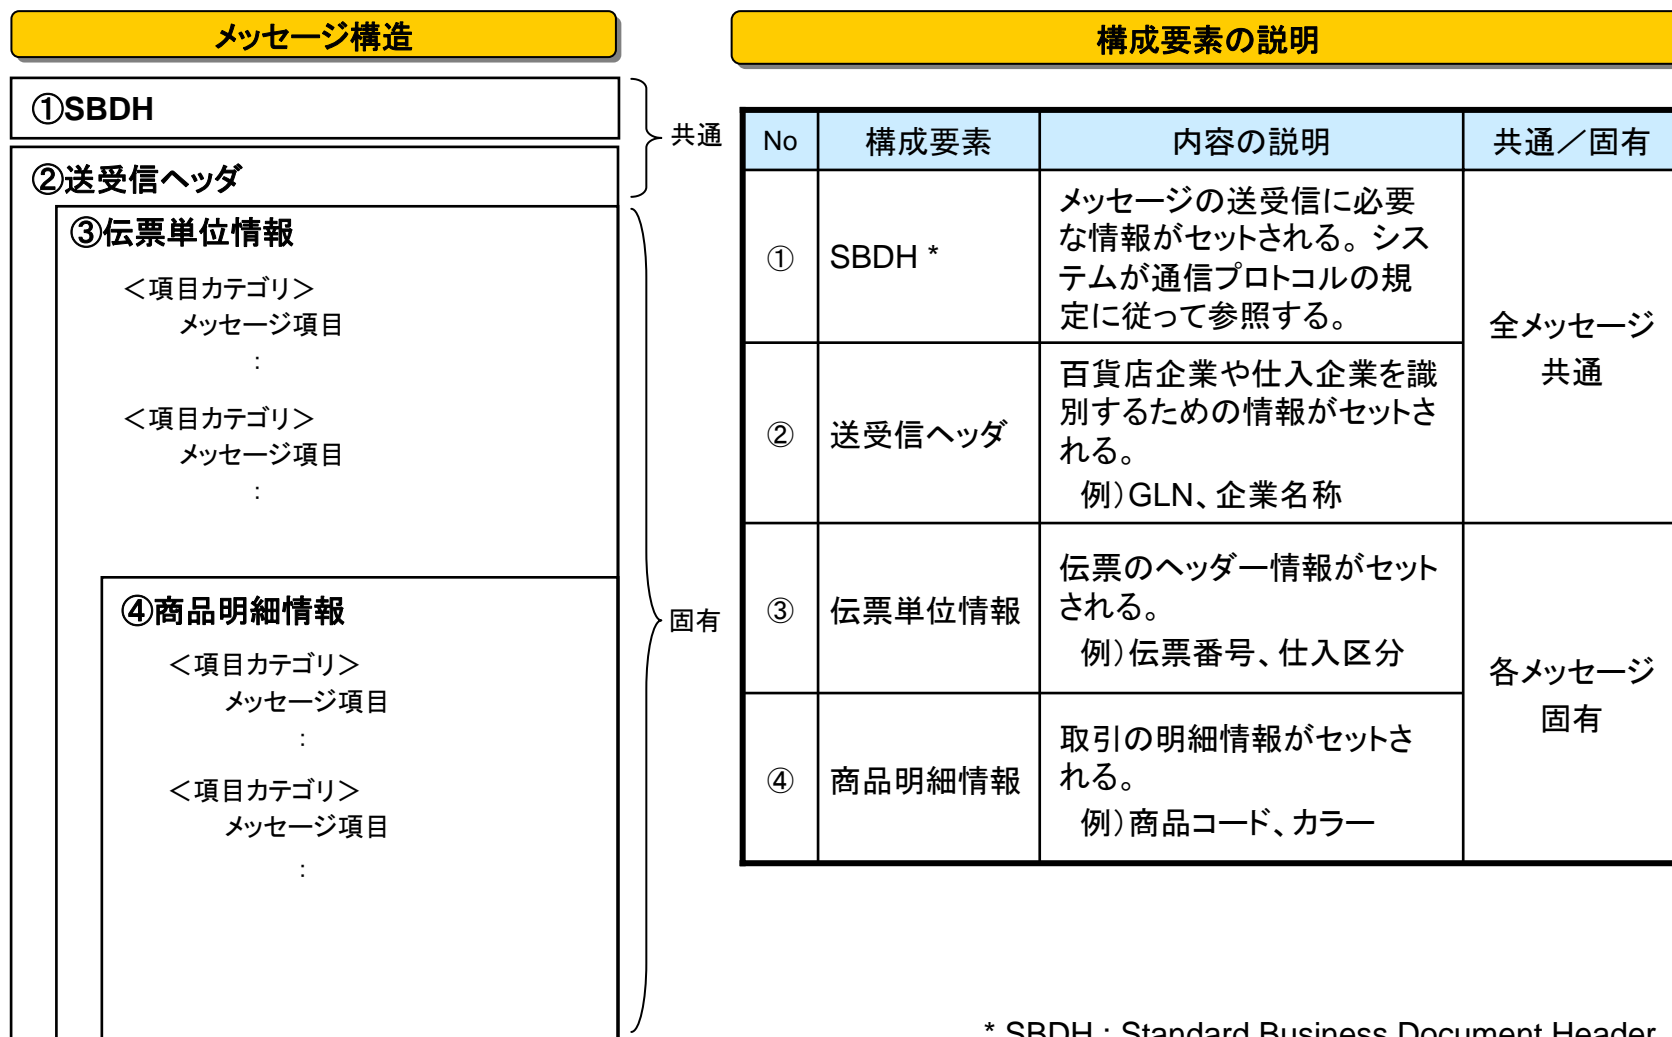 メッセージ構造
①SBDH
②送受信ヘッダ
③伝票単位情報
＜項目カテゴリ＞
メッセージ項目
：
＜項目カテゴリ＞
メッセージ項目
：
④商品明細情報
＜項目カテゴリ＞
メッセージ項目
：
＜項目カテゴリ＞
メッセージ項目
：
共通
固有
構成要素の説明
No 構成要素 内容の説明 共通／固有
① SBDH *
メッセージの送受信に必要
な情報がセットされる。シス
テムが通信プロトコルの規
定に従って参照する。
② 送受信ヘッダ
百貨店企業や仕入企業を識
別するための情報がセットさ
れる。
例）GLN、企業名称
全メッセージ
共通
③ 伝票単位情報
伝票のヘッダー情報がセット
される。
例）伝票番号、仕入区分
④ 商品明細情報
取引の明細情報がセットさ
れる。
例）商品コード、カラー
各メッセージ
固有
* SBDH : Standard Business Document Header